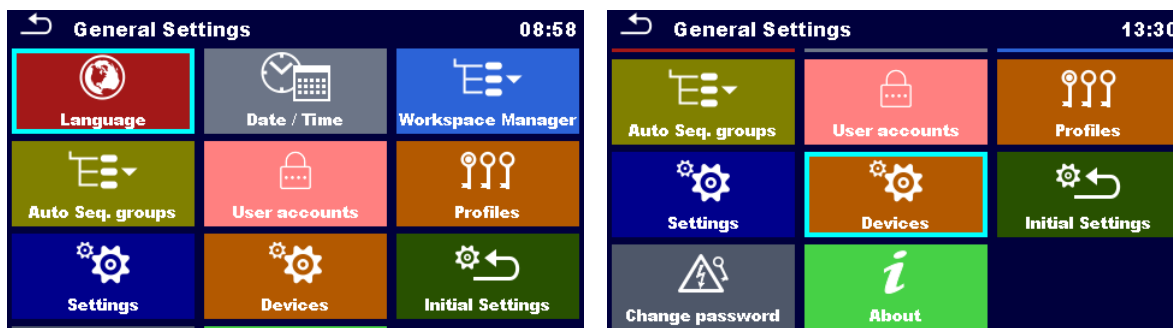 General Settings 08:58
Language Date / Time Workspace Manager
Auto Seq. groups User accounts Profiles
Settings Devices Initial Settings
General Settings 13:30
Auto Seq. groups User accounts Profiles
Settings Devices Initial Settings
Change password About